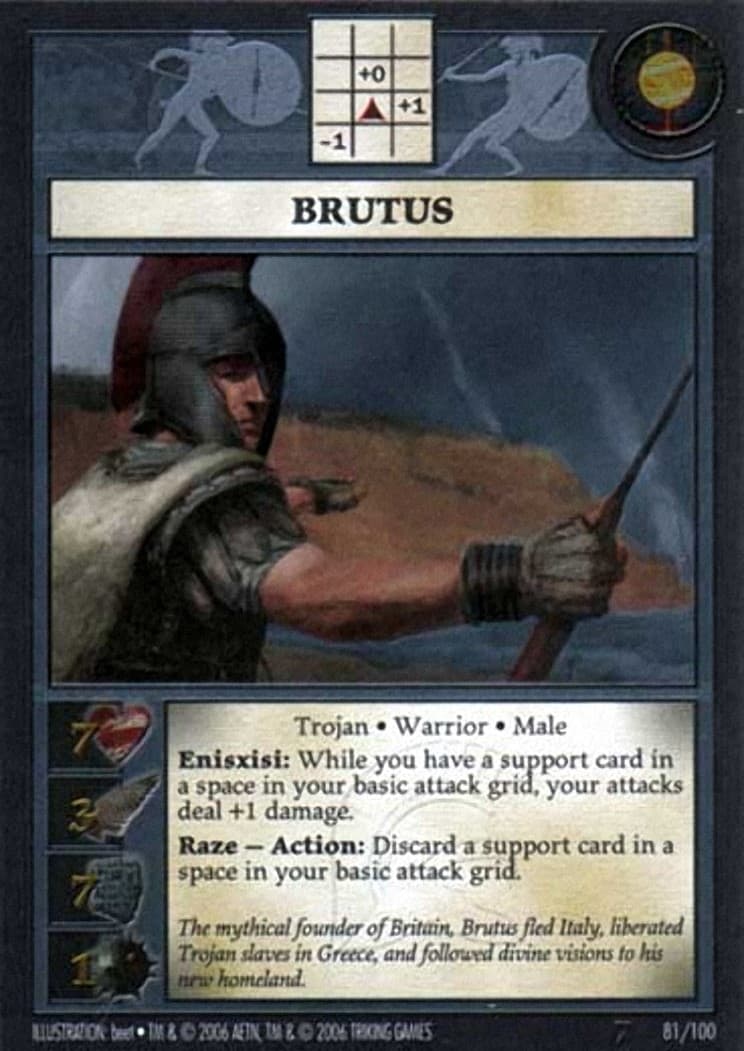 +0
+1
-1
BRUTUS
7
3
7
1
Trojan • Warrior • Male
Enisxisi: While you have a support card in
a space in your basic attack grid, your attacks
deal +1 damage.
Raze – Action: Discard a support card in a
space in your basic attack grid.
The mythical founder of Britain, Brutus fled Italy, liberated
Trojan slaves in Greece, and followed divine visions to his
new homeland.
ILLUSTRATION: beet • TM & © 2006 AETN, TM & © 2006 TRIKING GAMES
7 81/100